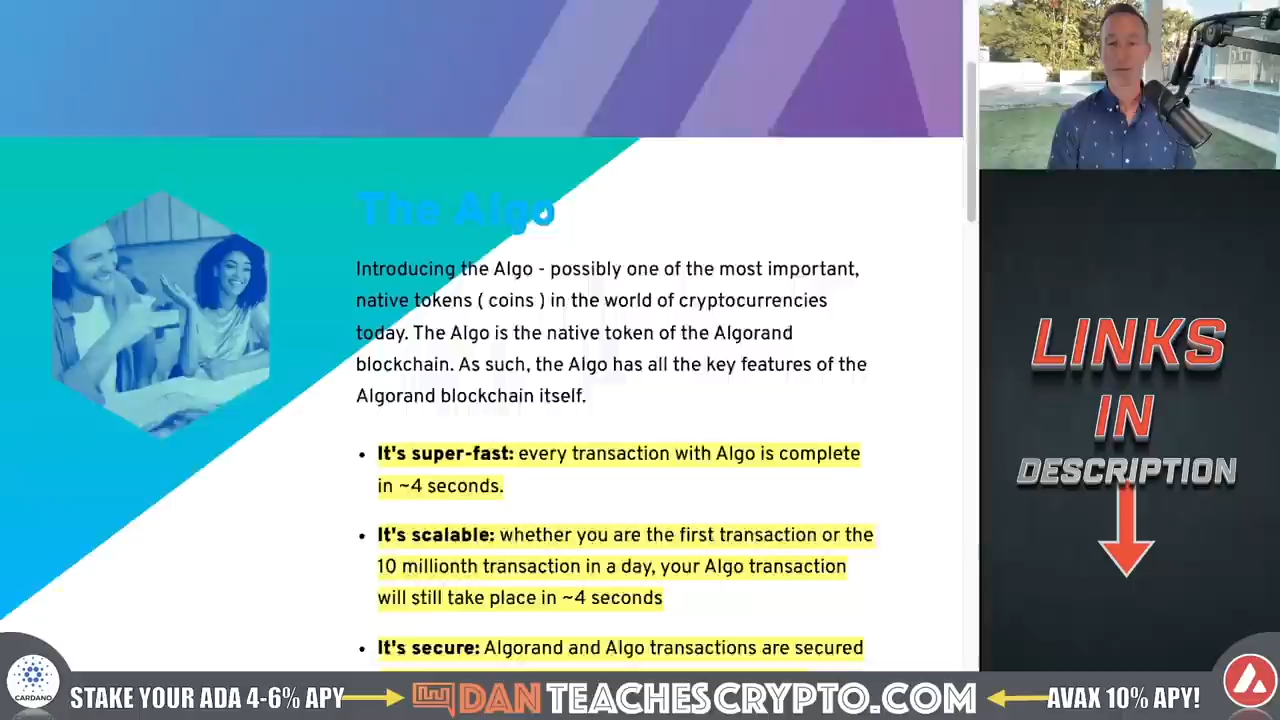 The Algo
Introducing the Algo - possibly one of the most important,
native tokens ( coins ) in the world of cryptocurrencies
today. The Algo is the native token of the Algorand
blockchain. As such, the Algo has all the key features of the
Algorand blockchain itself.
• It's super-fast: every transaction with Algo is complete
in ~4 seconds.
• It's scalable: whether you are the first transaction or the
10 millionth transaction in a day, your Algo transaction
will still take place in ~4 seconds
• It's secure: Algorand and Algo transactions are secured
LINKS
IN
DESCRIPTION
CARDANO
STAKE YOUR ADA 4-6% APY
DANTEACHESCRYPTO.COM
AVAX 10% APY!